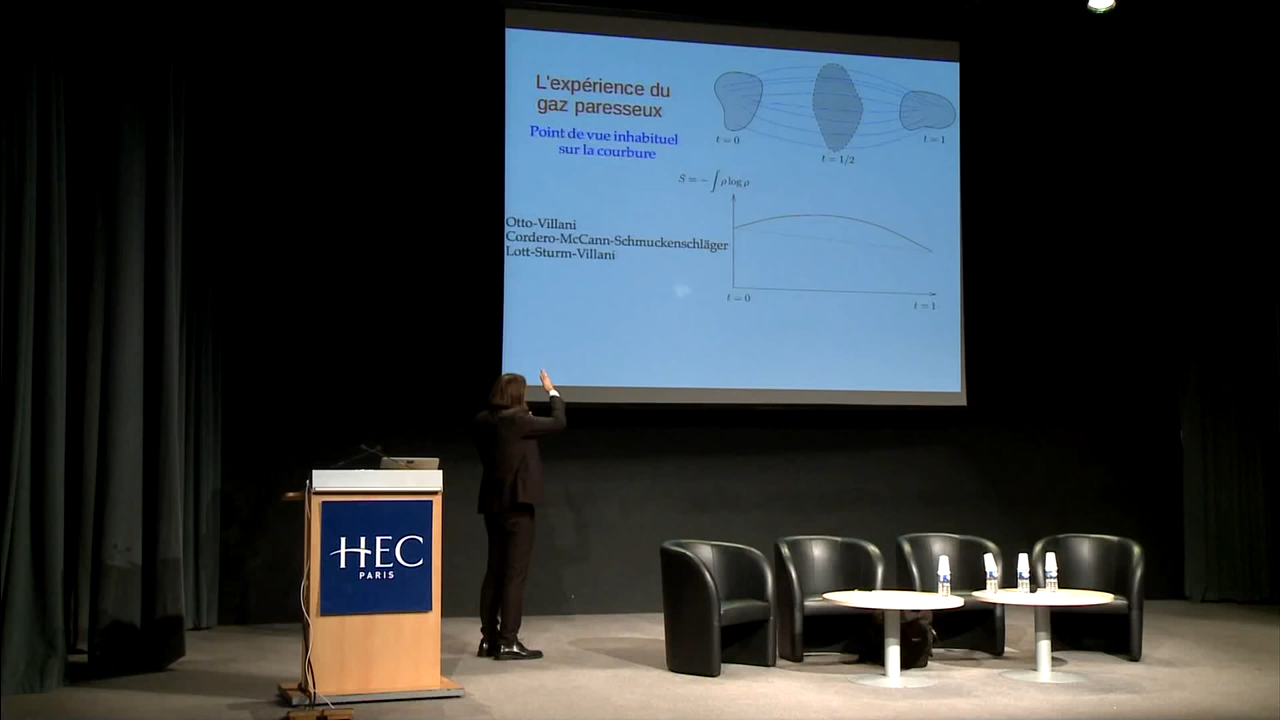 L'expérience du
gaz paresseux
Point de vue inhabituel
sur la courbure
t = 0
t = 1/2
t = 1
S = − ∫ ρ log ρ
Otto-Villani
Cordero-McCann-Schmuckenschläger
Lott-Sturm-Villani
t = 0
t = 1
HEC
PARIS